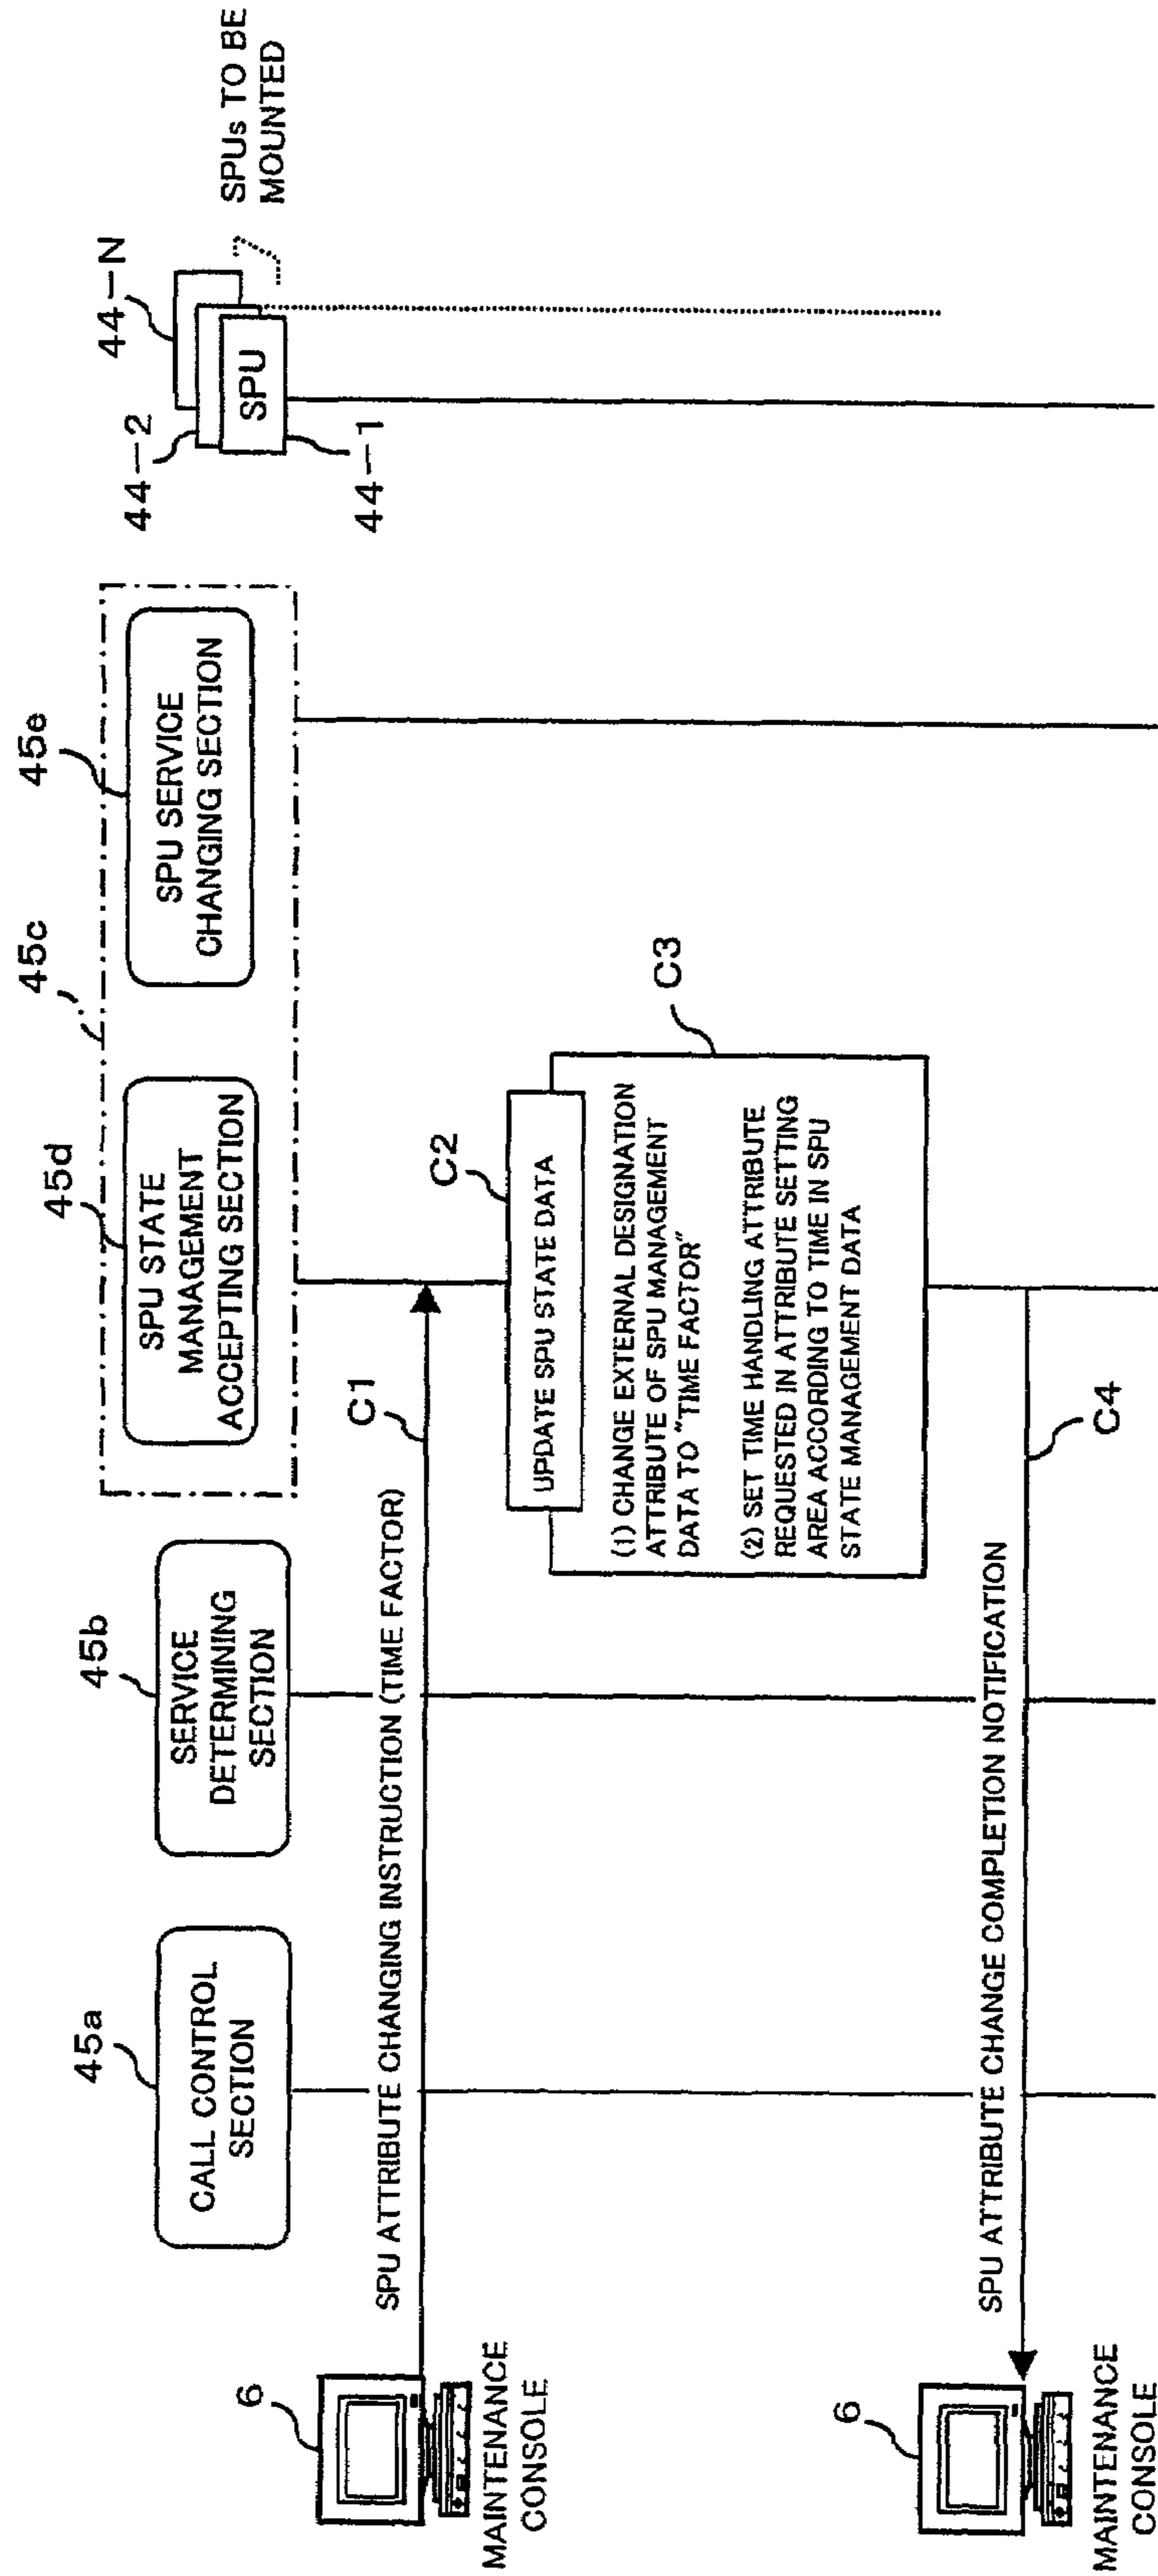 6
MAINTENANCE
CONSOLE
45a
CALL CONTROL
SECTION
45b
SERVICE
DETERMINING
SECTION
45c
45d
SPU STATE
MANAGEMENT
ACCEPTING SECTION
45e
SPU SERVICE
CHANGING SECTION
44-1
44-2
44-N
SPU
SPUs TO BE
MOUNTED
SPU ATTRIBUTE CHANGING INSTRUCTION (TIME FACTOR)
C1
C2
UPDATE SPU STATE DATA
C3
(1) CHANGE EXTERNAL DESIGNATION
ATTRIBUTE OF SPU MANAGEMENT
DATA TO "TIME FACTOR"
(2) SET TIME HANDLING ATTRIBUTE
REQUESTED IN ATTRIBUTE SETTING
AREA ACCORDING TO TIME IN SPU
STATE MANAGEMENT DATA
SPU ATTRIBUTE CHANGE COMPLETION NOTIFICATION
C4
6
MAINTENANCE
CONSOLE